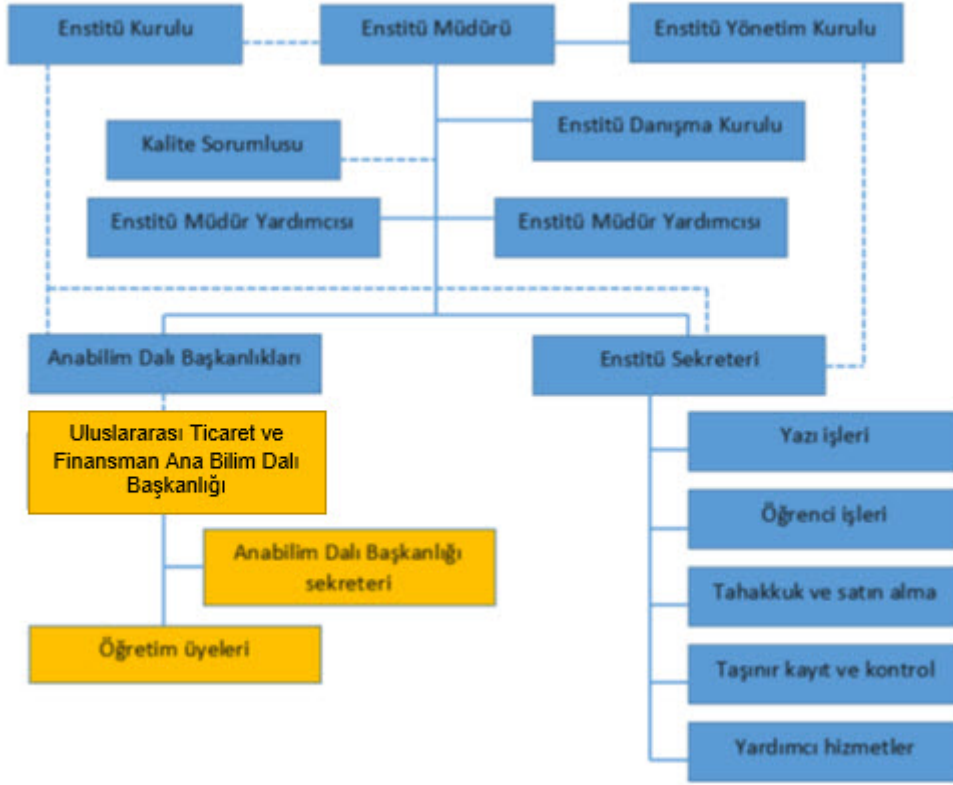 Enstitü Kurulu
Enstitü Müdürü
Enstitü Yönetim Kurulu
Kalite Sorumlusu
Enstitü Danışma Kurulu
Enstitü Müdür Yardımcısı
Enstitü Müdür Yardımcısı
Anabilim Dalı Başkanlıkları
Enstitü Sekreteri
Uluslararası Ticaret ve
Finansman Ana Bilim Dalı
Başkanlığı
Anabilim Dalı Başkanlığı
sekreteri
Öğretim üyeleri
Yazı işleri
Öğrenci işleri
Tahakkuk ve satın alma
Taşınır kayıt ve kontrol
Yardımcı hizmetler